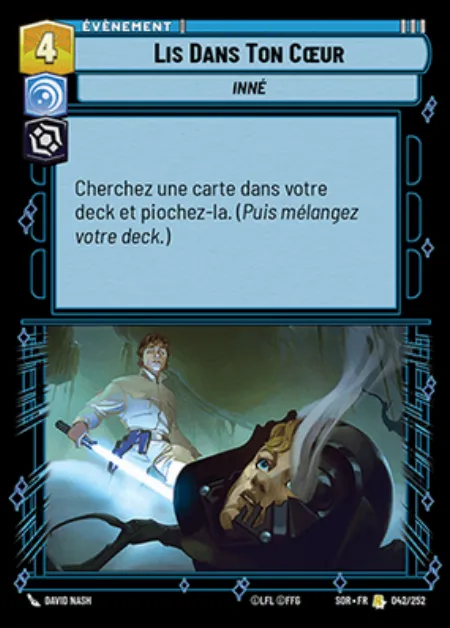 ÉVÈNEMENT
4
LIS DANS TON CŒUR
INNÉ
Cherchez une carte dans votre
deck et piochez-la. (Puis mélangez
votre deck.)
DAVID NASH
©LFL ©FFG
SOR • FR
042/252